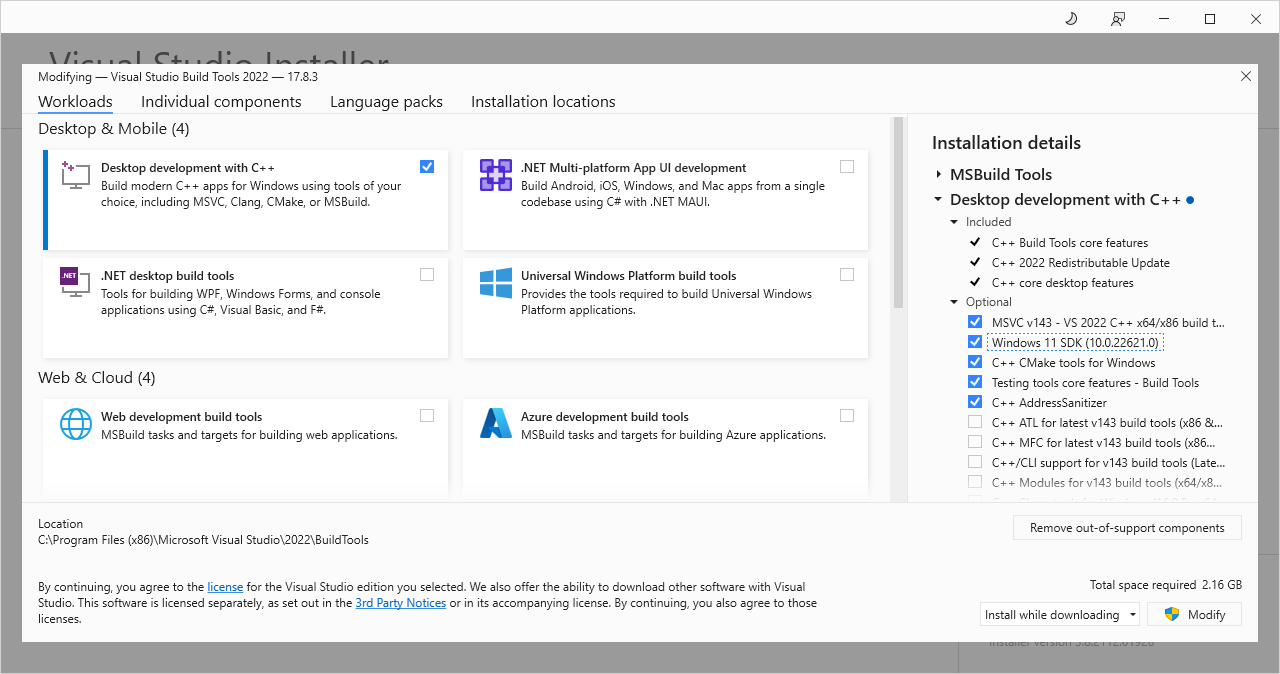 Visual Studio Installer
Modifying — Visual Studio Build Tools 2022 — 17.8.3
Workloads Individual components Language packs Installation locations
Desktop & Mobile (4)
Desktop development with C++
Build modern C++ apps for Windows using tools of your
choice, including MSVC, Clang, CMake, or MSBuild.
.NET Multi-platform App UI development
Build Android, iOS, Windows, and Mac apps from a single
codebase using C# with .NET MAUI.
.NET
.NET desktop build tools
Tools for building WPF, Windows Forms, and console
applications using C#, Visual Basic, and F#.
Universal Windows Platform build tools
Provides the tools required to build Universal Windows
Platform applications.
Web & Cloud (4)
Web development build tools
MSBuild tasks and targets for building web applications.
Azure development build tools
MSBuild tasks and targets for building Azure applications.
Installation details
MSBuild Tools
Desktop development with C++
Included
C++ Build Tools core features
C++ 2022 Redistributable Update
C++ core desktop features
Optional
MSVC v143 - VS 2022 C++ x64/x86 build t...
Windows 11 SDK (10.0.22621.0)
C++ CMake tools for Windows
Testing tools core features - Build Tools
C++ AddressSanitizer
C++ ATL for latest v143 build tools (x86 &...
C++ MFC for latest v143 build tools (x86...
C++/CLI support for v143 build tools (Late...
C++ Modules for v143 build tools (x64/x8...
Location
C:\Program Files (x86)\Microsoft Visual Studio\2022\BuildTools
Remove out-of-support components
By continuing, you agree to the license for the Visual Studio edition you selected. We also offer the ability to download other software with Visual
Studio. This software is licensed separately, as set out in the 3rd Party Notices or in its accompanying license. By continuing, you also agree to those
licenses.
Total space required 2.16 GB
Install while downloading
Modify
Installer version